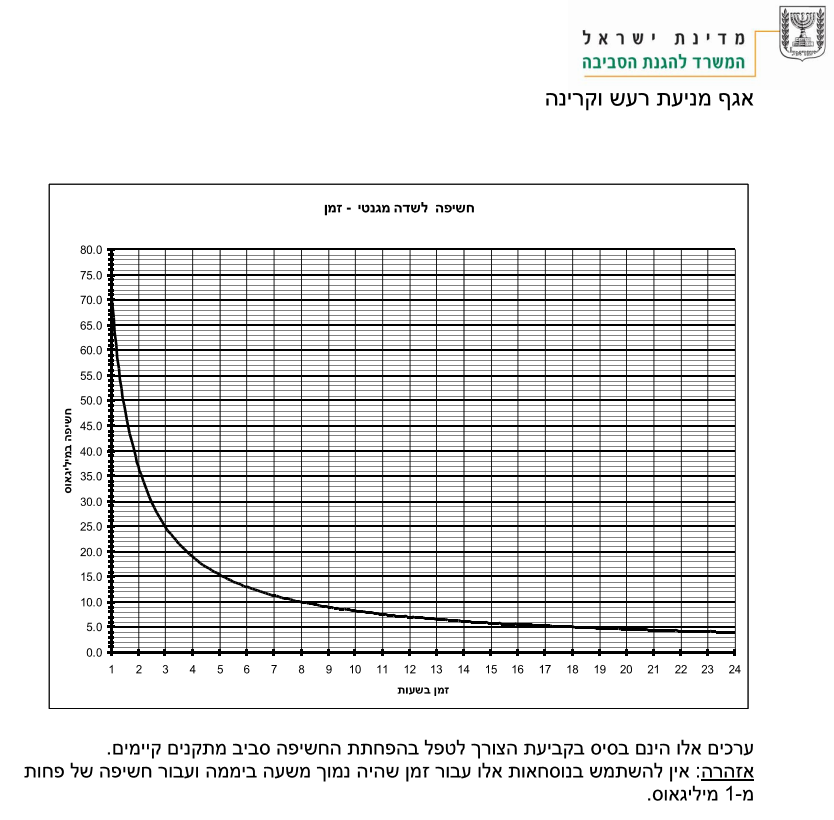 מדינת ישראל
המשרד להגנת הסביבה
אגף מניעת רעש וקרינה
חשיפה לשדה מגנטי - זמן
80.0
75.0
70.0
65.0
60.0
55.0
50.0
45.0
40.0
35.0
30.0
25.0
20.0
15.0
10.0
5.0
0.0
חשיפה במיליגאוס
1 2 3 4 5 6 7 8 9 10 11 12 13 14 15 16 17 18 19 20 21 22 23 24
זמן בשעות
ערכים אלו הינם בסיס בקביעת הצורך לטפל בהפחתת החשיפה סביב מתקנים קיימים.
אזהרה: אין להשתמש בנוסחאות אלו עבור זמן שהיה נמוך משעה ביממה ועבור חשיפה של פחות
מ-1 מיליגאוס.